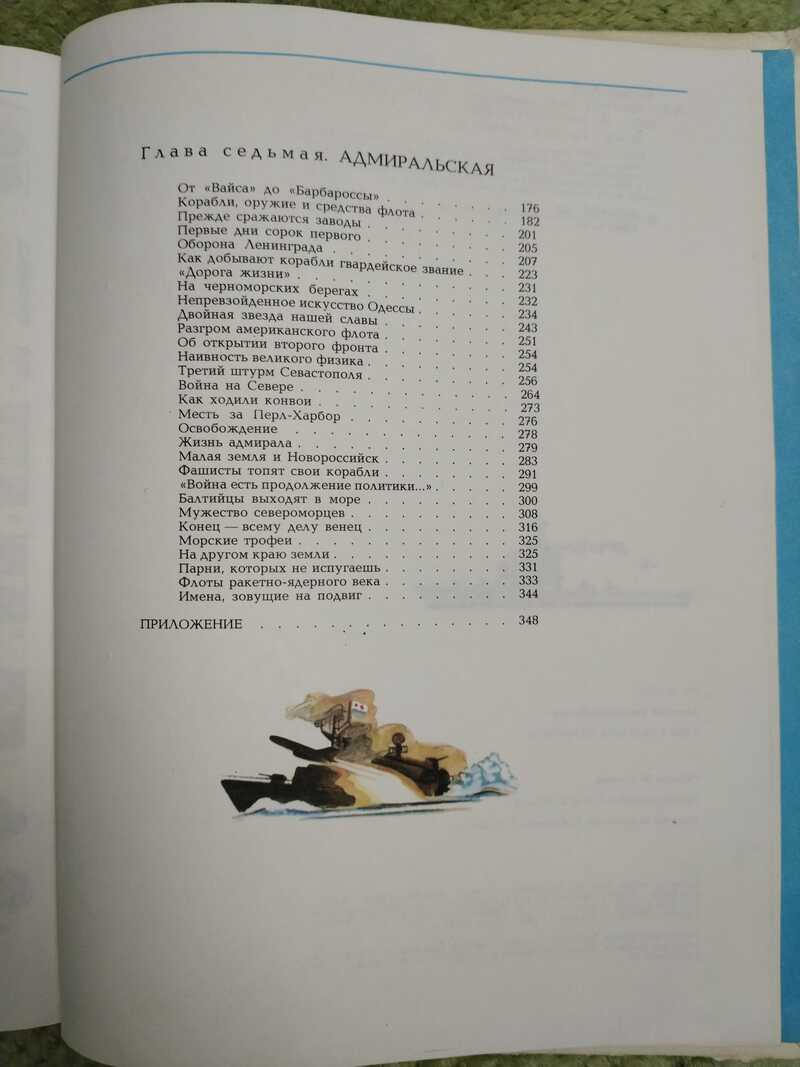 Глава седьмая. АДМИРАЛЬСКАЯ
От «Вайса» до «Барбароссы» . . . . . . . . 176
Корабли, оружие и средства флота . . . . . . 182
Прежде сражаются заводы . . . . . . . . . 201
Первые дни сорок первого . . . . . . . . . 205
Оборона Ленинграда . . . . . . . . . . . 207
Как добывают корабли гвардейское звание . . . 223
«Дорога жизни» . . . . . . . . . . . . . 231
На черноморских берегах . . . . . . . . . 232
Непревзойденное искусство Одессы . . . . . . 234
Двойная звезда нашей славы . . . . . . . . 243
Разгром американского флота . . . . . . . . 251
Об открытии второго фронта . . . . . . . . 254
Наивность великого физика . . . . . . . . . 254
Третий штурм Севастополя . . . . . . . . . 256
Война на Севере . . . . . . . . . . . . . 264
Как ходили конвои . . . . . . . . . . . . 273
Месть за Перл-Харбор . . . . . . . . . . 276
Освобождение . . . . . . . . . . . . . 278
Жизнь адмирала . . . . . . . . . . . . . 279
Малая земля и Новороссийск . . . . . . . . 283
Фашисты топят свои корабли . . . . . . . . 291
«Война есть продолжение политики...» . . . . . 299
Балтийцы выходят в море . . . . . . . . . 300
Мужество североморцев . . . . . . . . . . 308
Конец — всему делу венец . . . . . . . . . 316
Морские трофеи . . . . . . . . . . . . . 325
На другом краю земли . . . . . . . . . . . 325
Парни, которых не испугаешь . . . . . . . . 331
Флоты ракетно-ядерного века . . . . . . . . 333
Имена, зовущие на подвиг . . . . . . . . . 344
ПРИЛОЖЕНИЕ . . . . . . . . . . . . . . 348